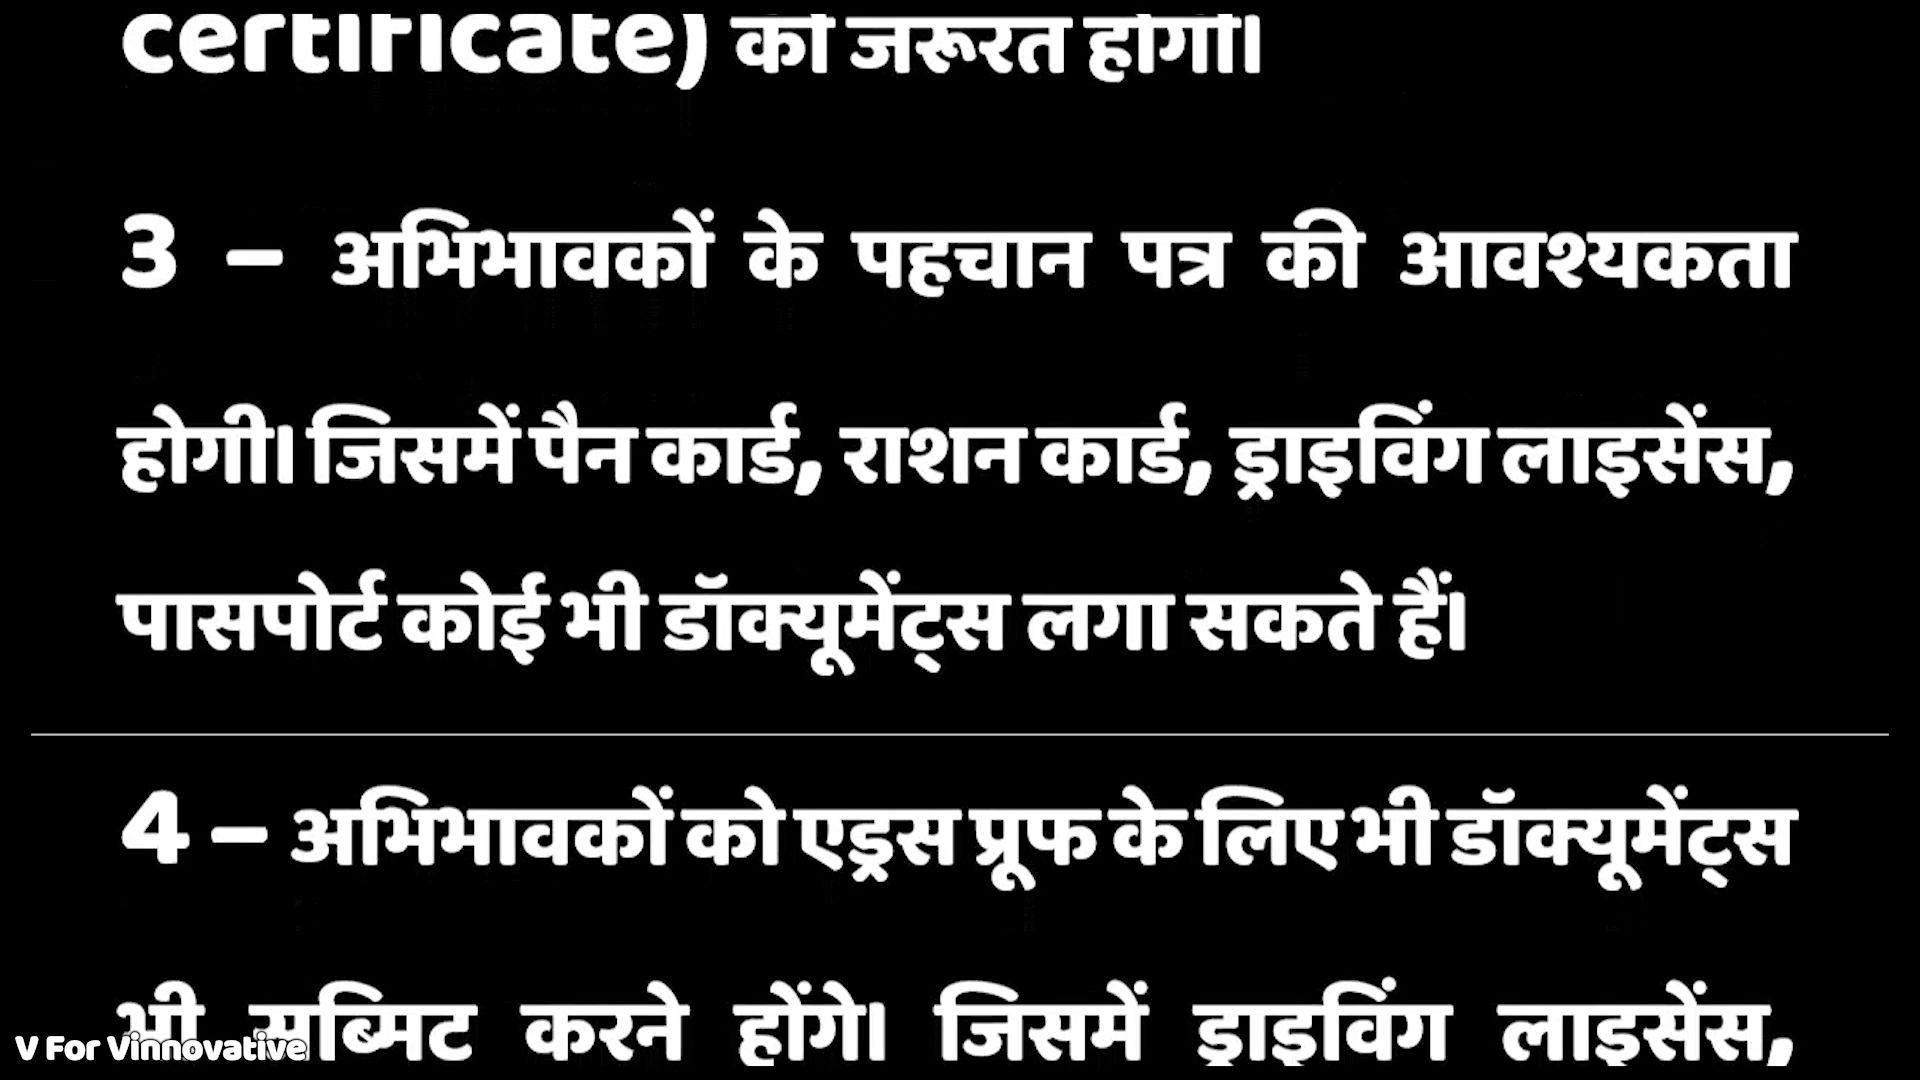 certificate) की जरूरत होगी।
3 – अभिभावकों के पहचान पत्र की आवश्यकता
होगी। जिसमें पैन कार्ड, राशन कार्ड, ड्राइविंग लाइसेंस,
पासपोर्ट कोई भी डॉक्यूमेंट्स लगा सकते हैं।
4 – अभिभावकों को एड्रस प्रूफ के लिए भी डॉक्यूमेंट्स
भी सब्मिट करने होंगे। जिसमें ड्राइविंग लाइसेंस,
V For Vinnovative